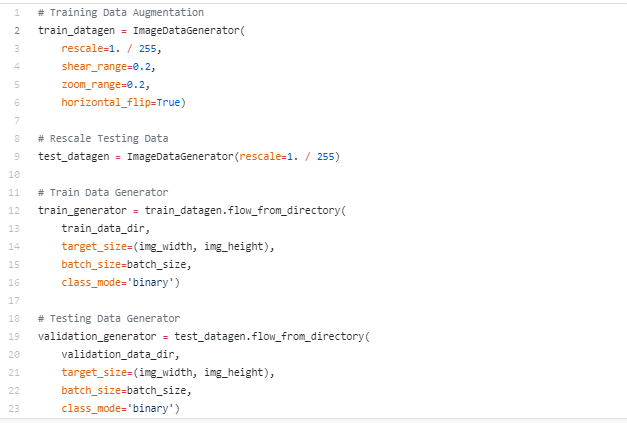 1 # Training Data Augmentation
2 train_datagen = ImageDataGenerator(
3     rescale=1. / 255,
4     shear_range=0.2,
5     zoom_range=0.2,
6     horizontal_flip=True)
7
8 # Rescale Testing Data
9 test_datagen = ImageDataGenerator(rescale=1. / 255)
10
11 # Train Data Generator
12 train_generator = train_datagen.flow_from_directory(
13     train_data_dir,
14     target_size=(img_width, img_height),
15     batch_size=batch_size,
16     class_mode='binary')
17
18 # Testing Data Generator
19 validation_generator = test_datagen.flow_from_directory(
20     validation_data_dir,
21     target_size=(img_width, img_height),
22     batch_size=batch_size,
23     class_mode='binary')